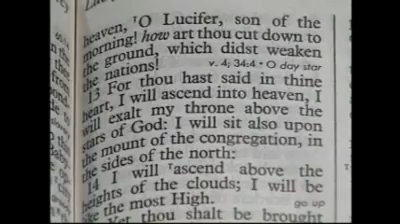 heaven, O Lucifer, son of the
morning! how art thou cut down to
the ground, which didst weaken
the nations! v. 4; 34:4 • O day star
13 For thou hast said in thine
heart, I will ascend into heaven, I
will exalt my throne above the
stars of God: I will sit also upon
the mount of the congregation, in
the sides of the north:
14 I will ascend above the
heights of the clouds; I will be
like the most High. go up
Yet thou shalt be brought